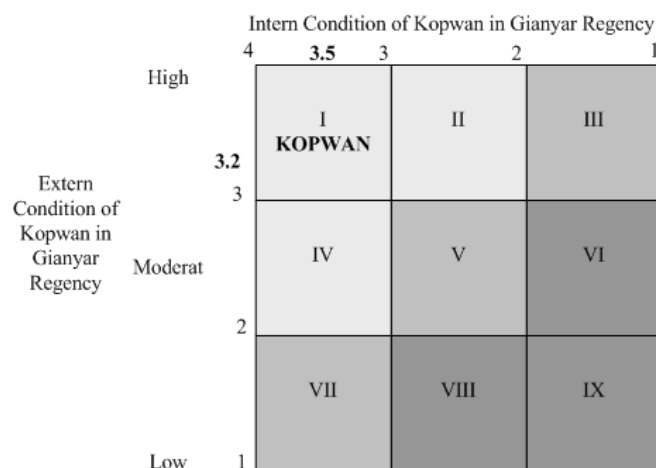 Intern Condition of Kopwan in Gianyar Regency
4 3.5 3 2 1
High
I II III
KOPWAN
3.2
Extern
Condition of
Kopwan in
Gianyar
Regency
3
Moderat
IV V VI
2
VII VIII IX
Low 1